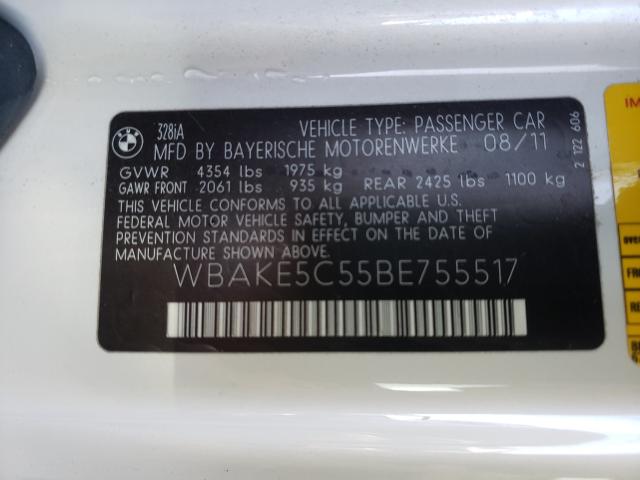 BMW
328iA VEHICLE TYPE: PASSENGER CAR
MFD BY BAYERISCHE MOTORENWERKE 08/11
GVWR 4354 lbs 1975 kg
GAWR FRONT 2061 lbs 935 kg REAR 2425 lbs 1100 kg
THIS VEHICLE CONFORMS TO ALL APPLICABLE U.S.
FEDERAL MOTOR VEHICLE SAFETY, BUMPER AND THEFT
PREVENTION STANDARDS IN EFFECT ON THE DATE OF
MANUFACTURE SHOWN ABOVE.
WBAKE5C55BE755517
2 122 606